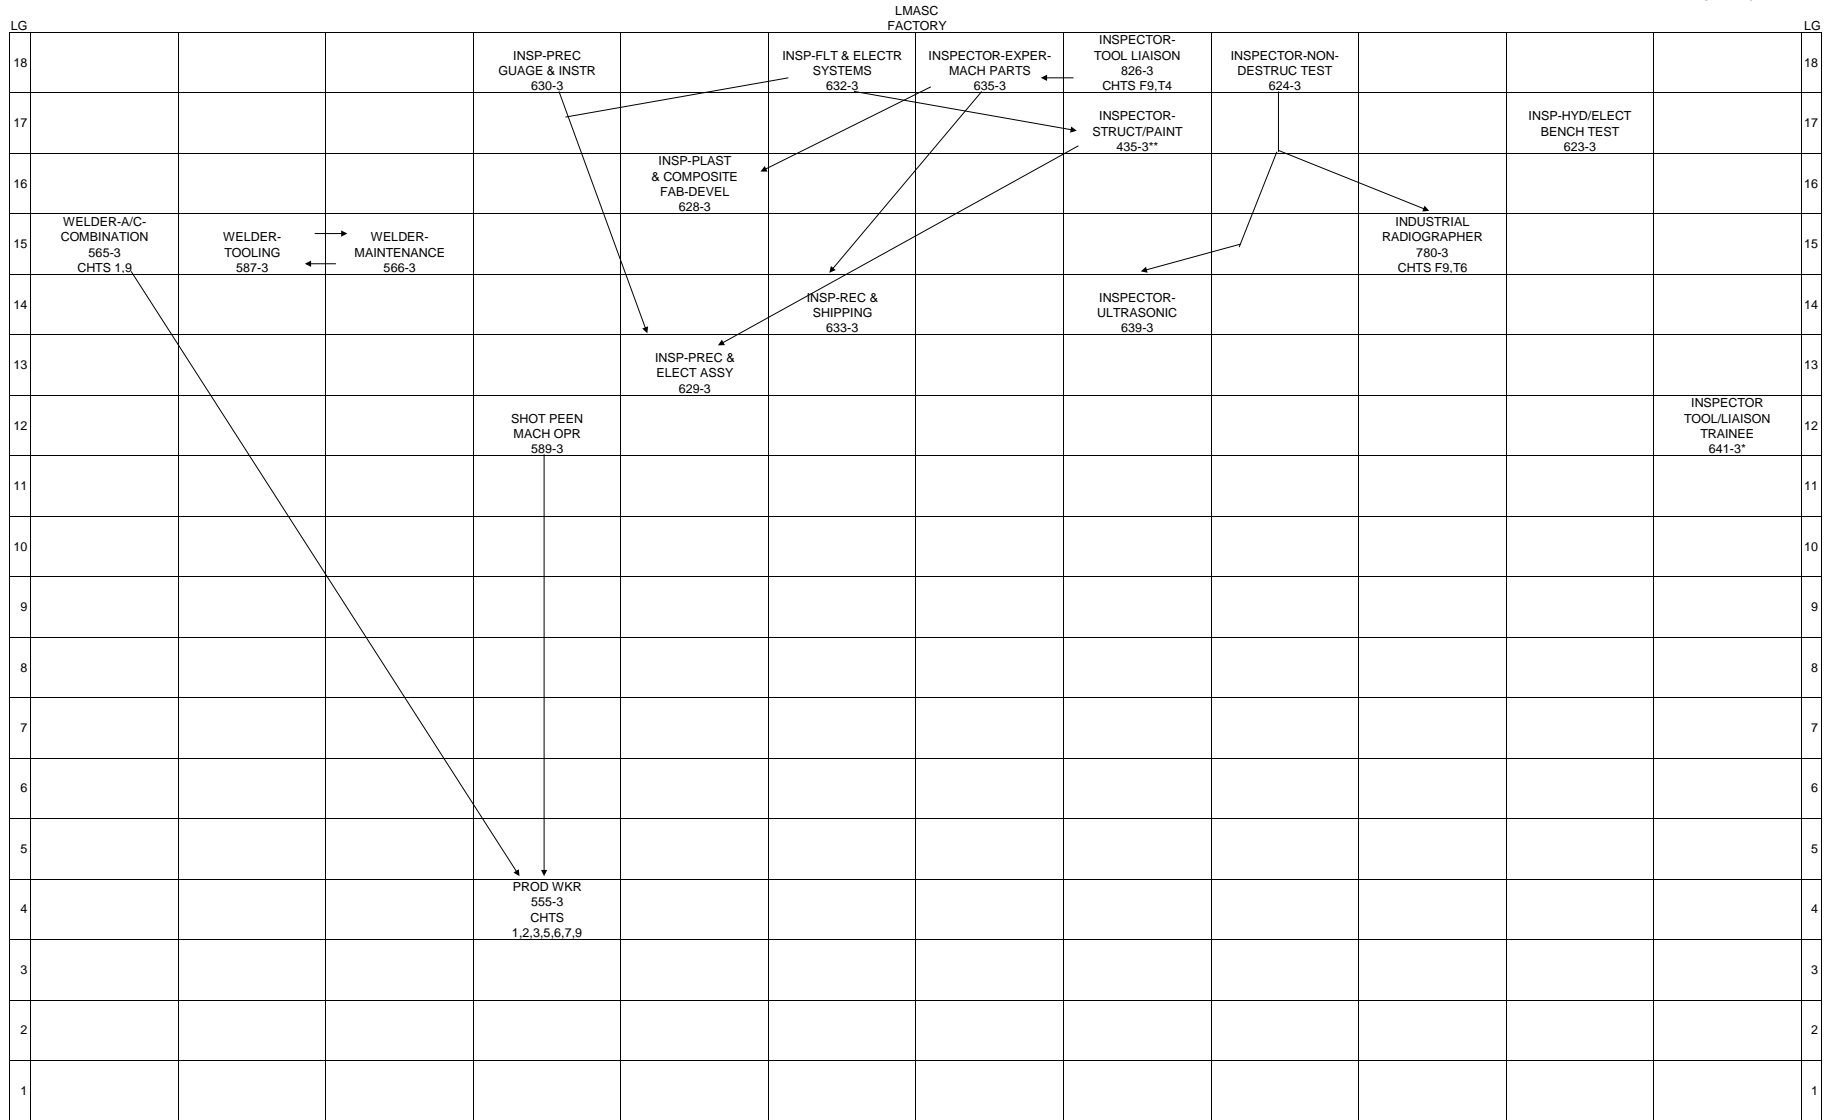 LMASC
FACTORY
LG
LG
18
INSP-PREC
GUAGE & INSTR
630-3
INSP-FLT & ELECTR
SYSTEMS
632-3
INSPECTOR-EXPER-
MACH PARTS
635-3
INSPECTOR-
TOOL LIAISON
826-3
CHTS F9,T4
INSPECTOR-NON-
DESTRUC TEST
624-3
18
17
INSPECTOR-
STRUCT/PAINT
435-3**
INSP-HYD/ELECT
BENCH TEST
623-3
17
16
INSP-PLAST
& COMPOSITE
FAB-DEVEL
628-3
16
15
WELDER-A/C-
COMBINATION
565-3
CHTS 1,9
WELDER-
TOOLING
587-3
WELDER-
MAINTENANCE
566-3
INDUSTRIAL
RADIOGRAPHER
780-3
CHTS F9,T6
15
14
INSP-REC &
SHIPPING
633-3
INSPECTOR-
ULTRASONIC
639-3
14
13
INSP-PREC &
ELECT ASSY
629-3
13
12
SHOT PEEN
MACH OPR
589-3
INSPECTOR
TOOL/LIAISON
TRAINEE
641-3*
12
11
11
10
10
9
9
8
8
7
7
6
6
5
5
4
PROD WKR
555-3
CHTS
1,2,3,5,6,7,9
4
3
3
2
2
1
1